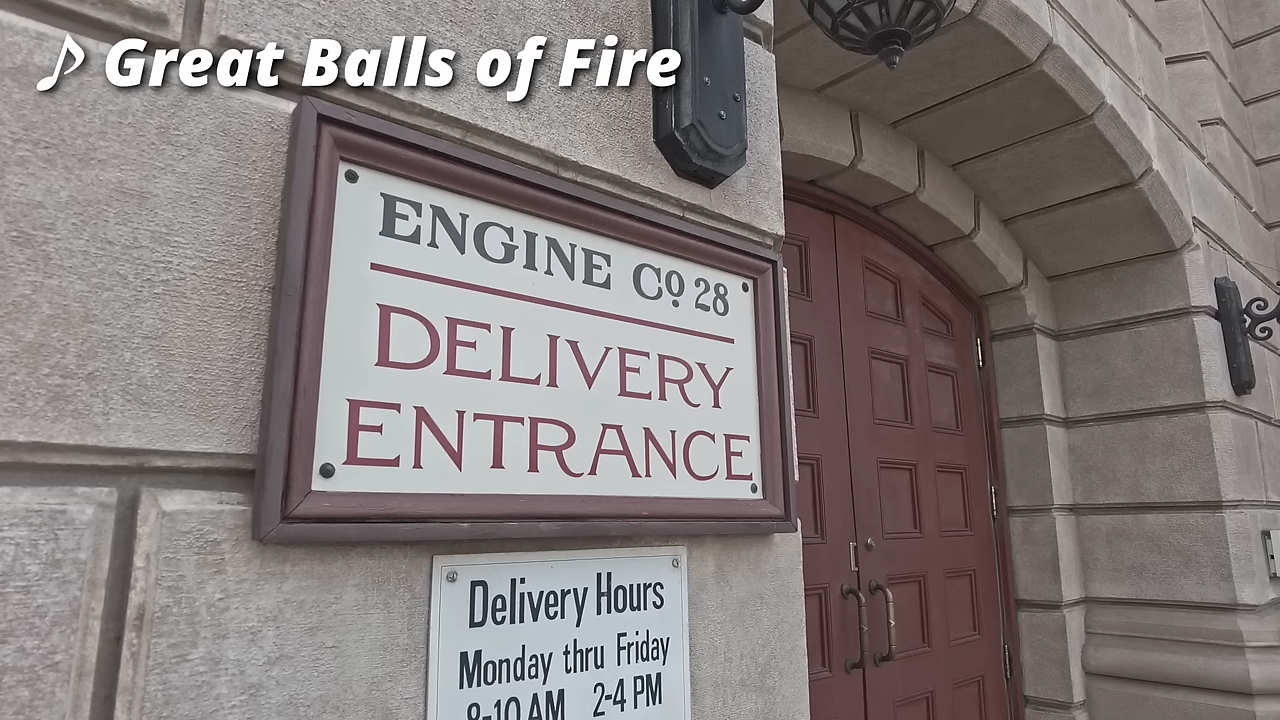 ♪ Great Balls of Fire
ENGINE Co 28
DELIVERY
ENTRANCE
Delivery Hours
Monday thru Friday
8-10 AM 2-4 PM